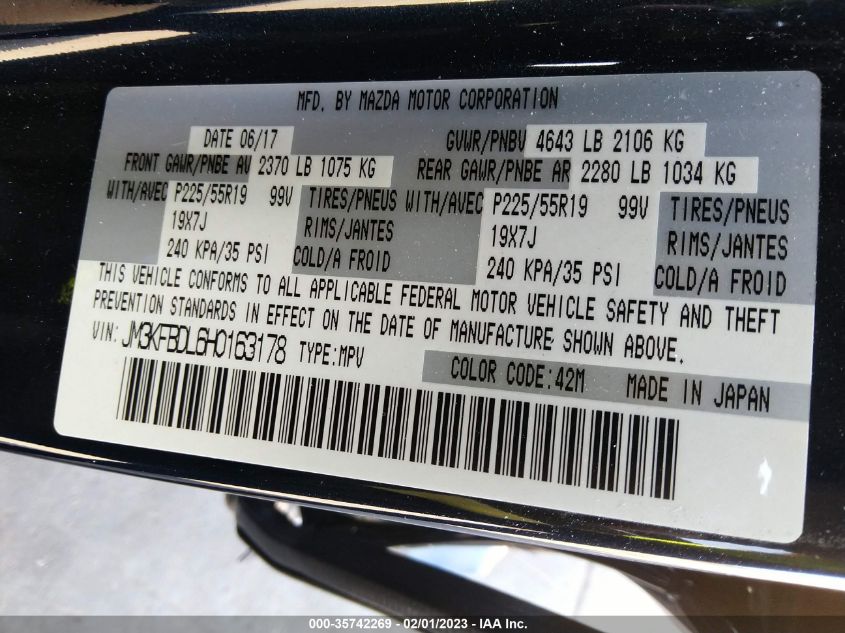 MFD. BY MAZDA MOTOR CORPORATION
DATE 06/17 GVWR/PNBV 4643 LB 2106 KG
FRONT GAWR/PNBE AV 2370 LB 1075 KG REAR GAWR/PNBE AR 2280 LB 1034 KG
WITH/AVEC P225/55R19 99V TIRES/PNEUS WITH/AVEC P225/55R19 99V TIRES/PNEUS
19X7J RIMS/JANTES 19X7J RIMS/JANTES
240 KPA/35 PSI COLD/A FROID 240 KPA/35 PSI COLD/A FROID
THIS VEHICLE CONFORMS TO ALL APPLICABLE FEDERAL MOTOR VEHICLE SAFETY AND THEFT
PREVENTION STANDARDS IN EFFECT ON THE DATE OF MANUFACTURE SHOWN ABOVE.
VIN: JM3KFBDL6H0163178 TYPE:MPV
COLOR CODE:42M MADE IN JAPAN
000-35742269 - 02/01/2023 - IAA Inc.